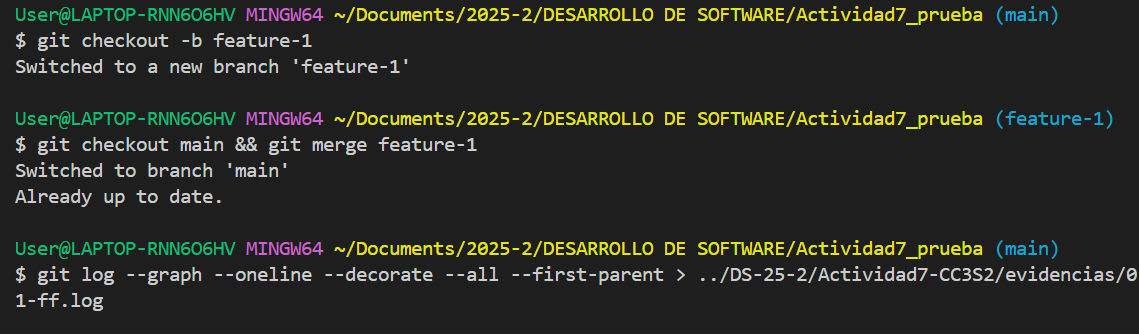 User@LAPTOP-RNN6O6HV MINGW64 ~/Documents/2025-2/DESARROLLO DE SOFTWARE/Actividad7_prueba (main)
$ git checkout -b feature-1
Switched to a new branch 'feature-1'
User@LAPTOP-RNN6O6HV MINGW64 ~/Documents/2025-2/DESARROLLO DE SOFTWARE/Actividad7_prueba (feature-1)
$ git checkout main && git merge feature-1
Switched to branch 'main'
Already up to date.
User@LAPTOP-RNN6O6HV MINGW64 ~/Documents/2025-2/DESARROLLO DE SOFTWARE/Actividad7_prueba (main)
$ git log --graph --oneline --decorate --all --first-parent > ../DS-25-2/Actividad7-CC3S2/evidencias/0
1-ff.log